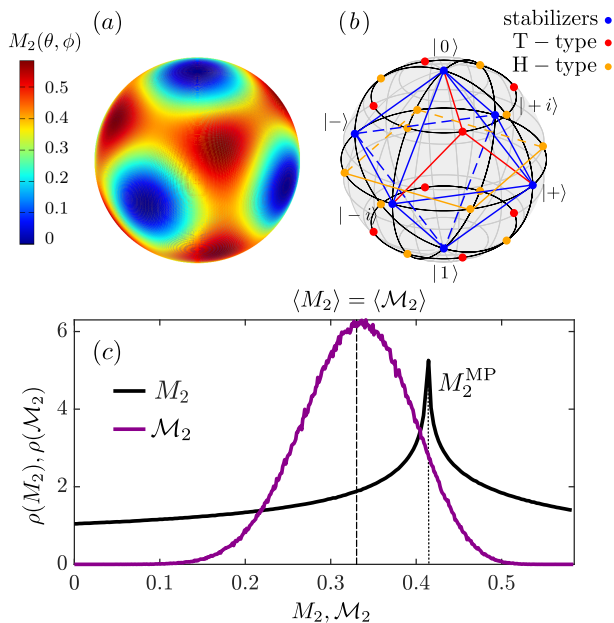 (a)
M₂(θ, ϕ)
0.5
0.4
0.3
0.2
0.1
0
(b)
stabilizers
T − type
H − type
|0⟩
|+i⟩
|−⟩
|+⟩
|−i
|1⟩
⟨M₂⟩ = ⟨ℳ₂⟩
(c)
M₂
ℳ₂
M₂ᴹᴾ
ρ(M₂), ρ(ℳ₂)
6
4
2
0
0
0.1
0.2
0.3
0.4
0.5
M₂, ℳ₂